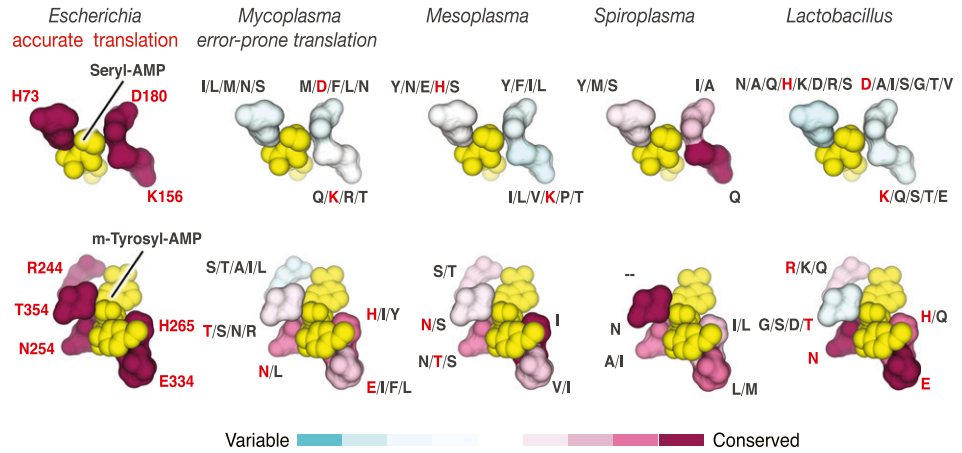 Escherichia Mycoplasma Mesoplasma Spiroplasma Lactobacillus
accurate translation error-prone translation
Seryl-AMP
H73 D180
K156
I/L/M/N/S M/D/F/L/N
Q/K/R/T
Y/N/E/H/S Y/F/I/L
I/L/V/K/P/T
Y/M/S I/A
Q
N/A/Q/H/K/D/R/S D/A/I/S/G/T/V
K/Q/S/T/E
m-Tyrosyl-AMP
R244
T354
H265
N254
E334
S/T/A/I/L
H/I/Y
T/S/N/R
N/L
E/I/F/L
S/T
N/S
I
N/T/S
V/I
--
N
I/L
A/I
L/M
R/K/Q
G/S/D/T
H/Q
N
E
Variable Conserved